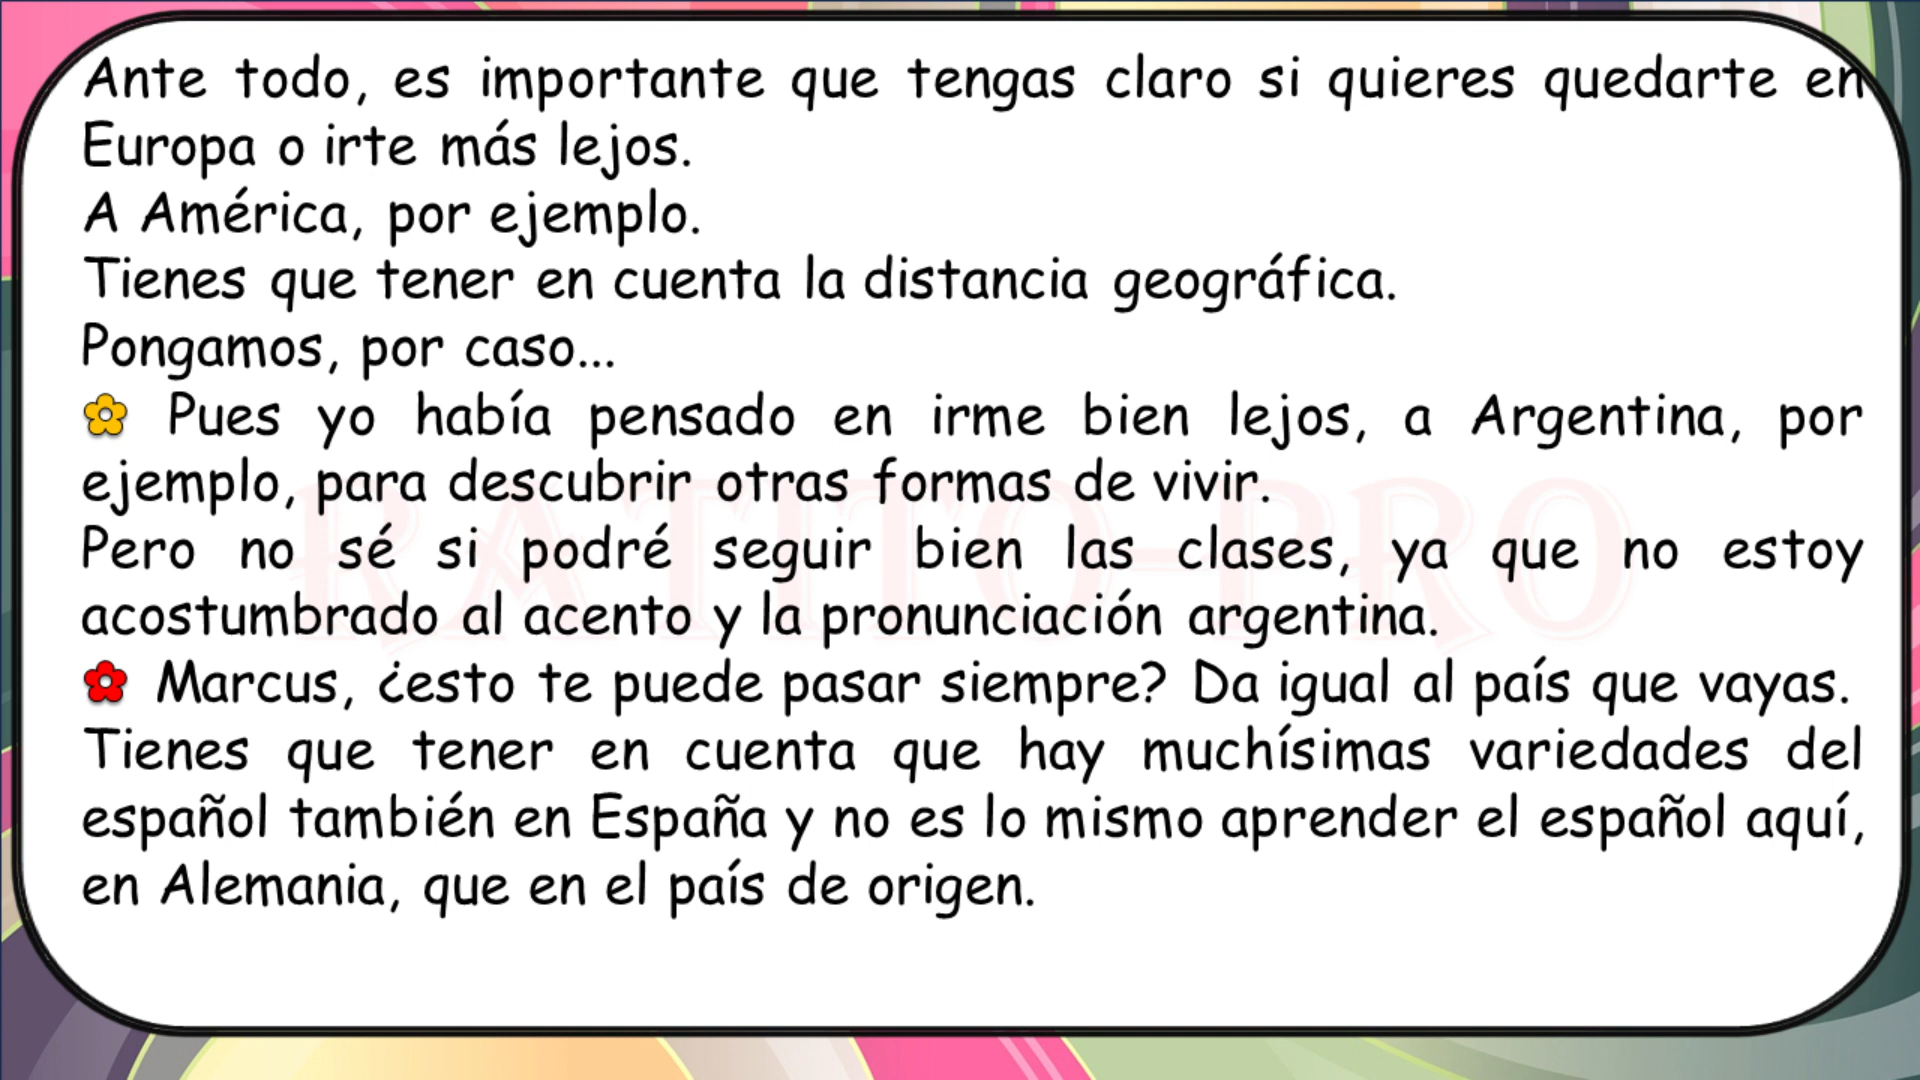 Ante todo, es importante que tengas claro si quieres quedarte en
Europa o irte más lejos.
A América, por ejemplo.
Tienes que tener en cuenta la distancia geográfica.
Pongamos, por caso...
Pues yo había pensado en irme bien lejos, a Argentina, por
ejemplo, para descubrir otras formas de vivir.
Pero no sé si podré seguir bien las clases, ya que no estoy
acostumbrado al acento y la pronunciación argentina.
Marcus, ¿esto te puede pasar siempre? Da igual al país que vayas.
Tienes que tener en cuenta que hay muchísimas variedades del
español también en España y no es lo mismo aprender el español aquí,
en Alemania, que en el país de origen.
RATITO-PRO